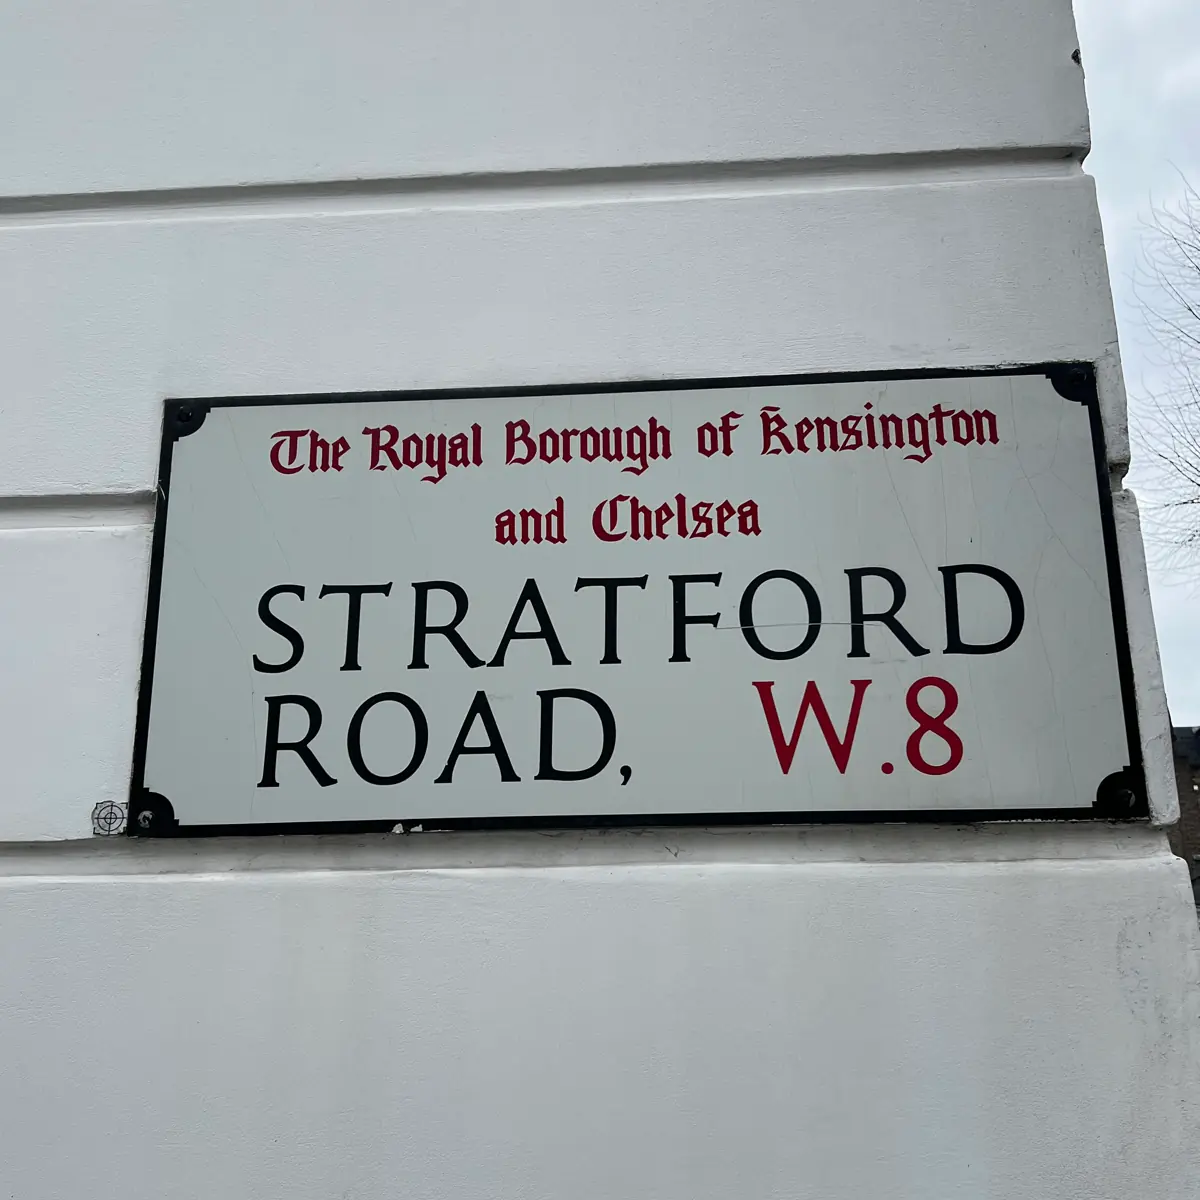 The Royal Borough of Kensington
and Chelsea
STRATFORD
ROAD, W.8